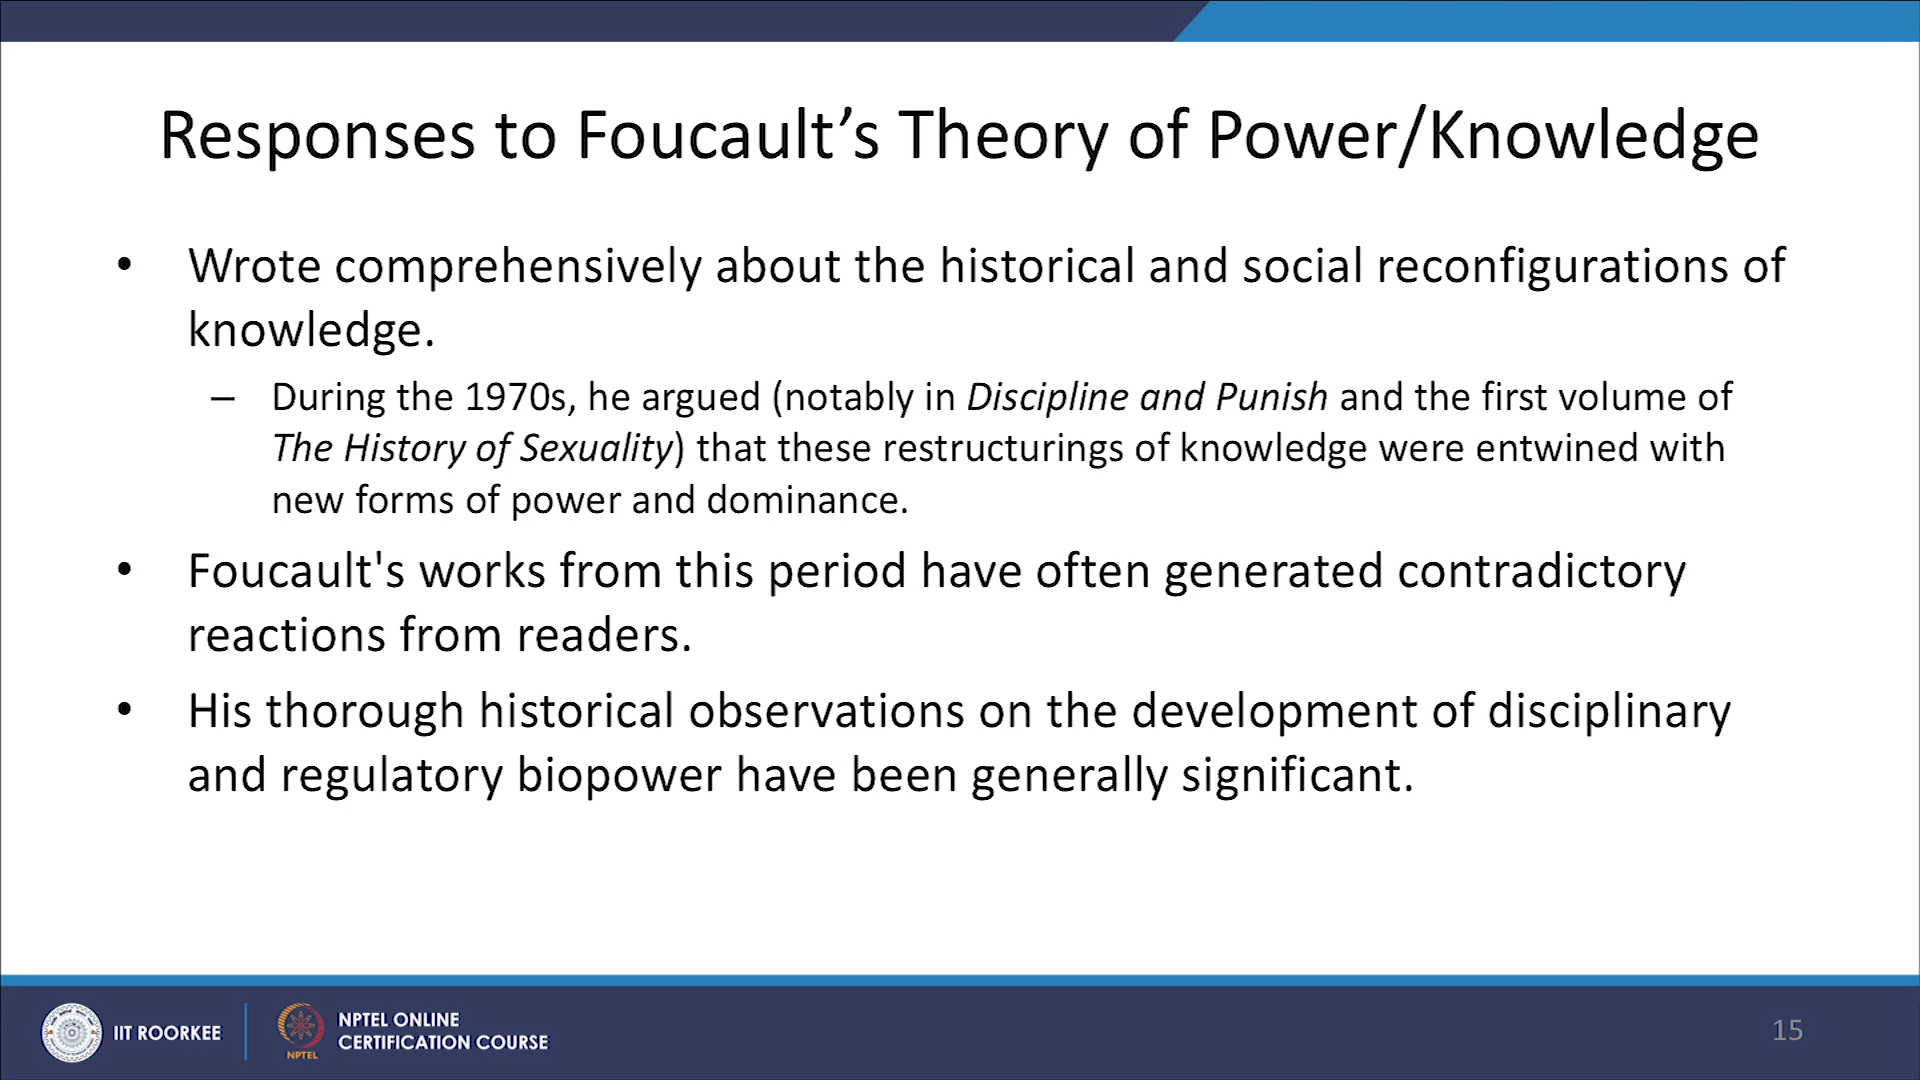 Responses to Foucault’s Theory of Power/Knowledge
• Wrote comprehensively about the historical and social reconfigurations of
knowledge.
– During the 1970s, he argued (notably in Discipline and Punish and the first volume of
The History of Sexuality) that these restructurings of knowledge were entwined with
new forms of power and dominance.
• Foucault's works from this period have often generated contradictory
reactions from readers.
• His thorough historical observations on the development of disciplinary
and regulatory biopower have been generally significant.
IIT ROORKEE
NPTEL
NPTEL ONLINE
CERTIFICATION COURSE
15